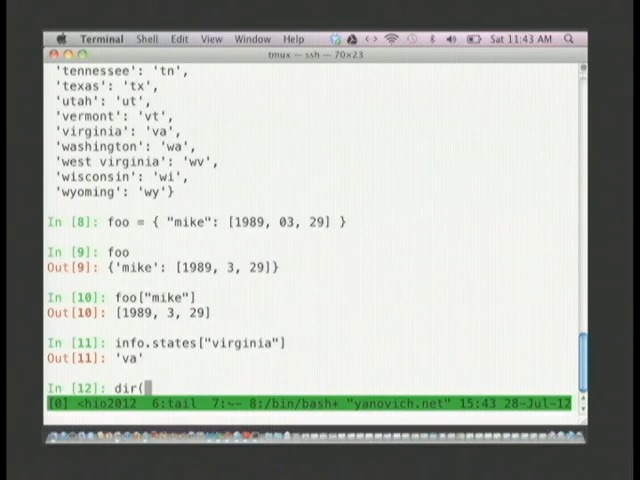 Terminal Shell Edit View Window Help Sat 11:43 AM
tmux — ssh — 70×23
'tennessee': 'tn',
'texas': 'tx',
'utah': 'ut',
'vermont': 'vt',
'virginia': 'va',
'washington': 'wa',
'west virginia': 'wv',
'wisconsin': 'wi',
'wyoming': 'wy'}
In [8]: foo = { "mike": [1989, 03, 29] }
In [9]: foo
Out[9]: {'mike': [1989, 3, 29]}
In [10]: foo["mike"]
Out[10]: [1989, 3, 29]
In [11]: info.states["virginia"]
Out[11]: 'va'
In [12]: dir(
[0] <hio2012 6:tail 7:~- 8:/bin/bash* "yanovich.net" 15:43 28-Jul-12